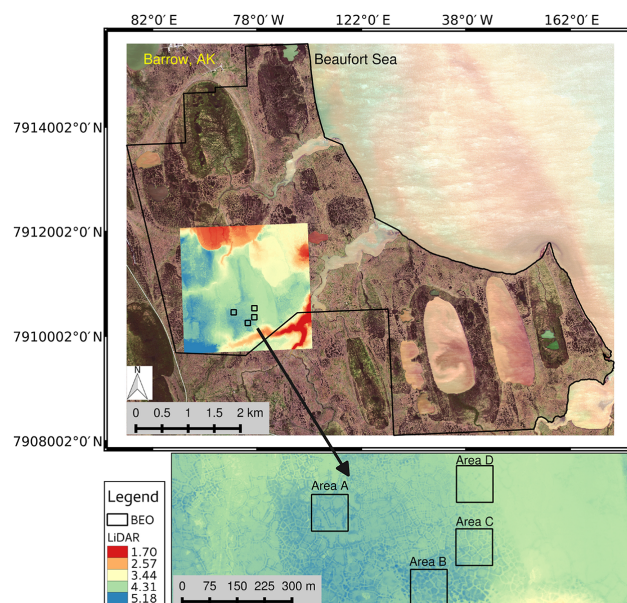 82°0′ E 78°0′ W 122°0′ E 38°0′ W 162°0′ E
Barrow, AK
Beaufort Sea
7914002°0′ N
7912002°0′ N
7910002°0′ N
7908002°0′ N
N
0 0.5 1 1.5 2 km
Area D
Area A
Area C
Area B
Legend
BEO
LiDAR
1.70
2.57
3.44
4.31
5.18
0 75 150 225 300 m